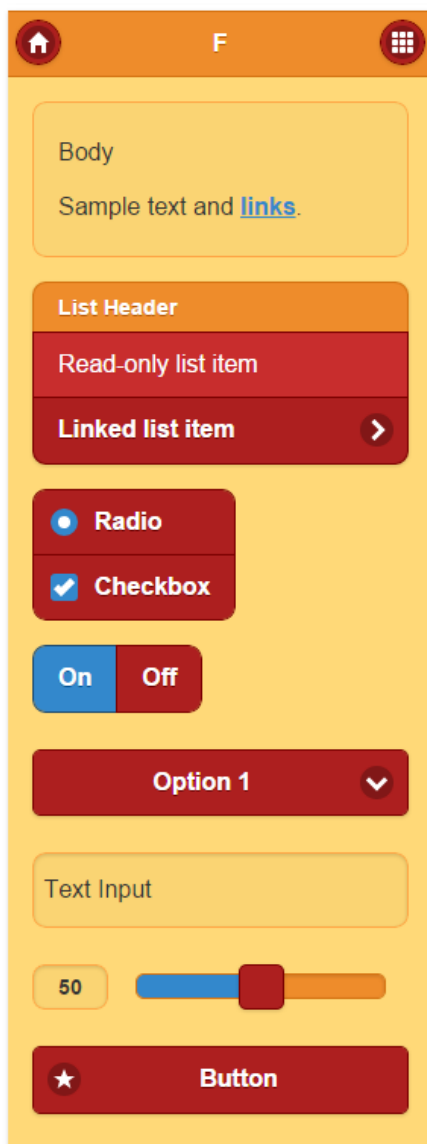 F
Body
Sample text and links.
List Header
Read-only list item
Linked list item
Radio
Checkbox
On Off
Option 1
Text Input
50
Button